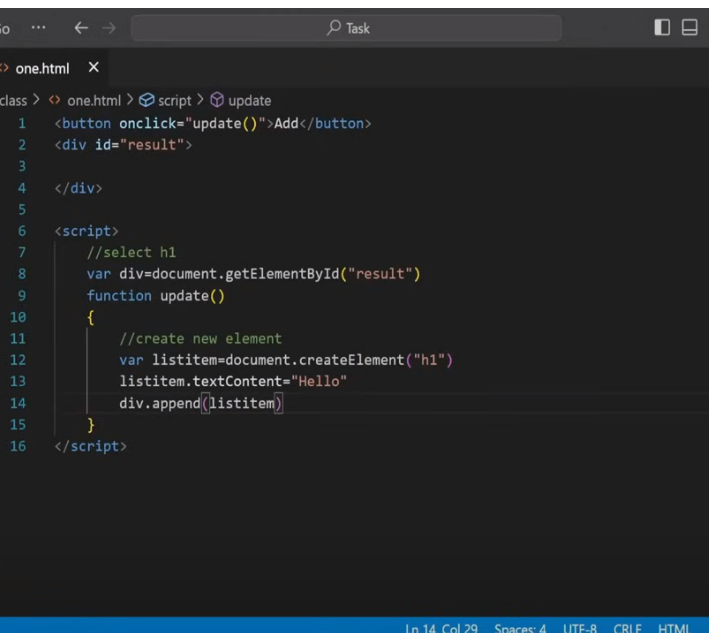 Go ··· Task
one.html
class > one.html > script > update
1 <button onclick="update()">Add</button>
2 <div id="result">
3
4 </div>
5
6 <script>
7 //select h1
8 var div=document.getElementById("result")
9 function update()
10 {
11 //create new element
12 var listitem=document.createElement("h1")
13 listitem.textContent="Hello"
14 div.append(listitem)
15 }
16 </script>
Ln 14, Col 29 Spaces: 4 UTF-8 CRLF HTML